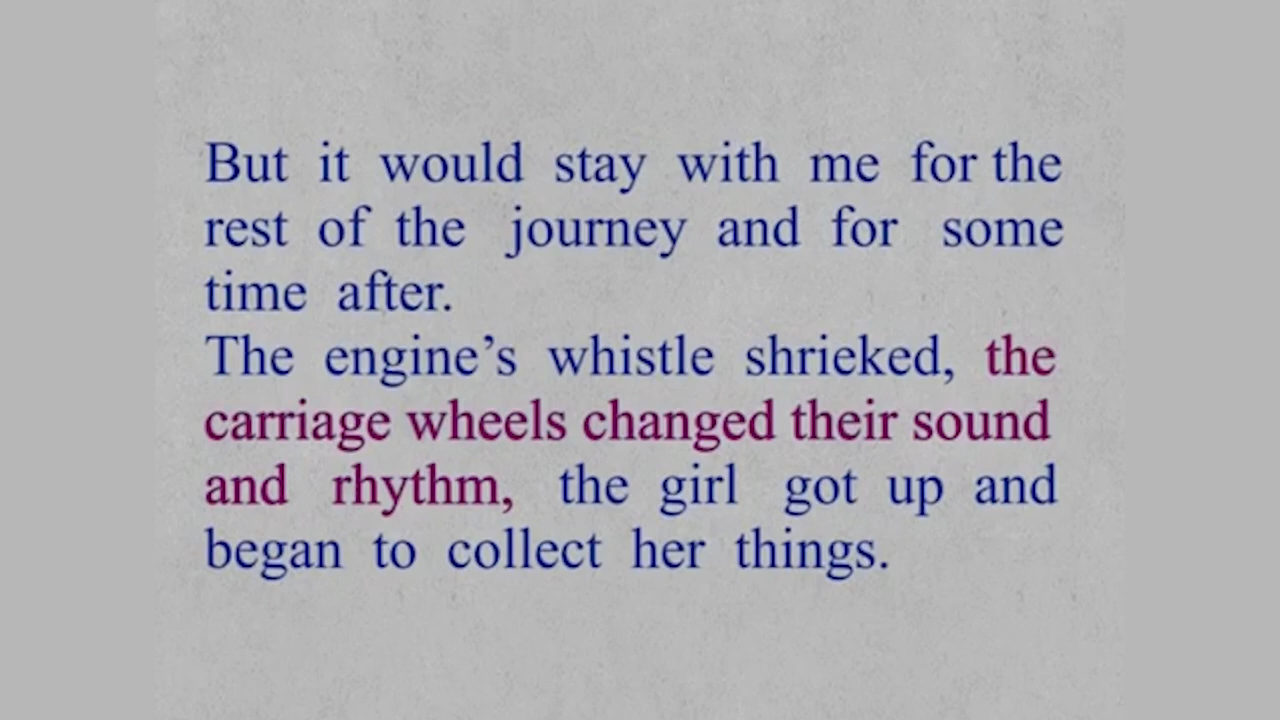 But it would stay with me for the
rest of the journey and for some
time after.
The engine’s whistle shrieked, the
carriage wheels changed their sound
and rhythm, the girl got up and
began to collect her things.